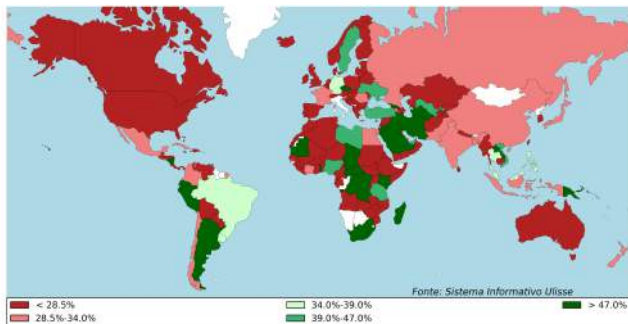 Fonte: Sistema Informativo Ulisse
< 28.5% 34.0%-39.0% > 47.0%
28.5%-34.0% 39.0%-47.0%